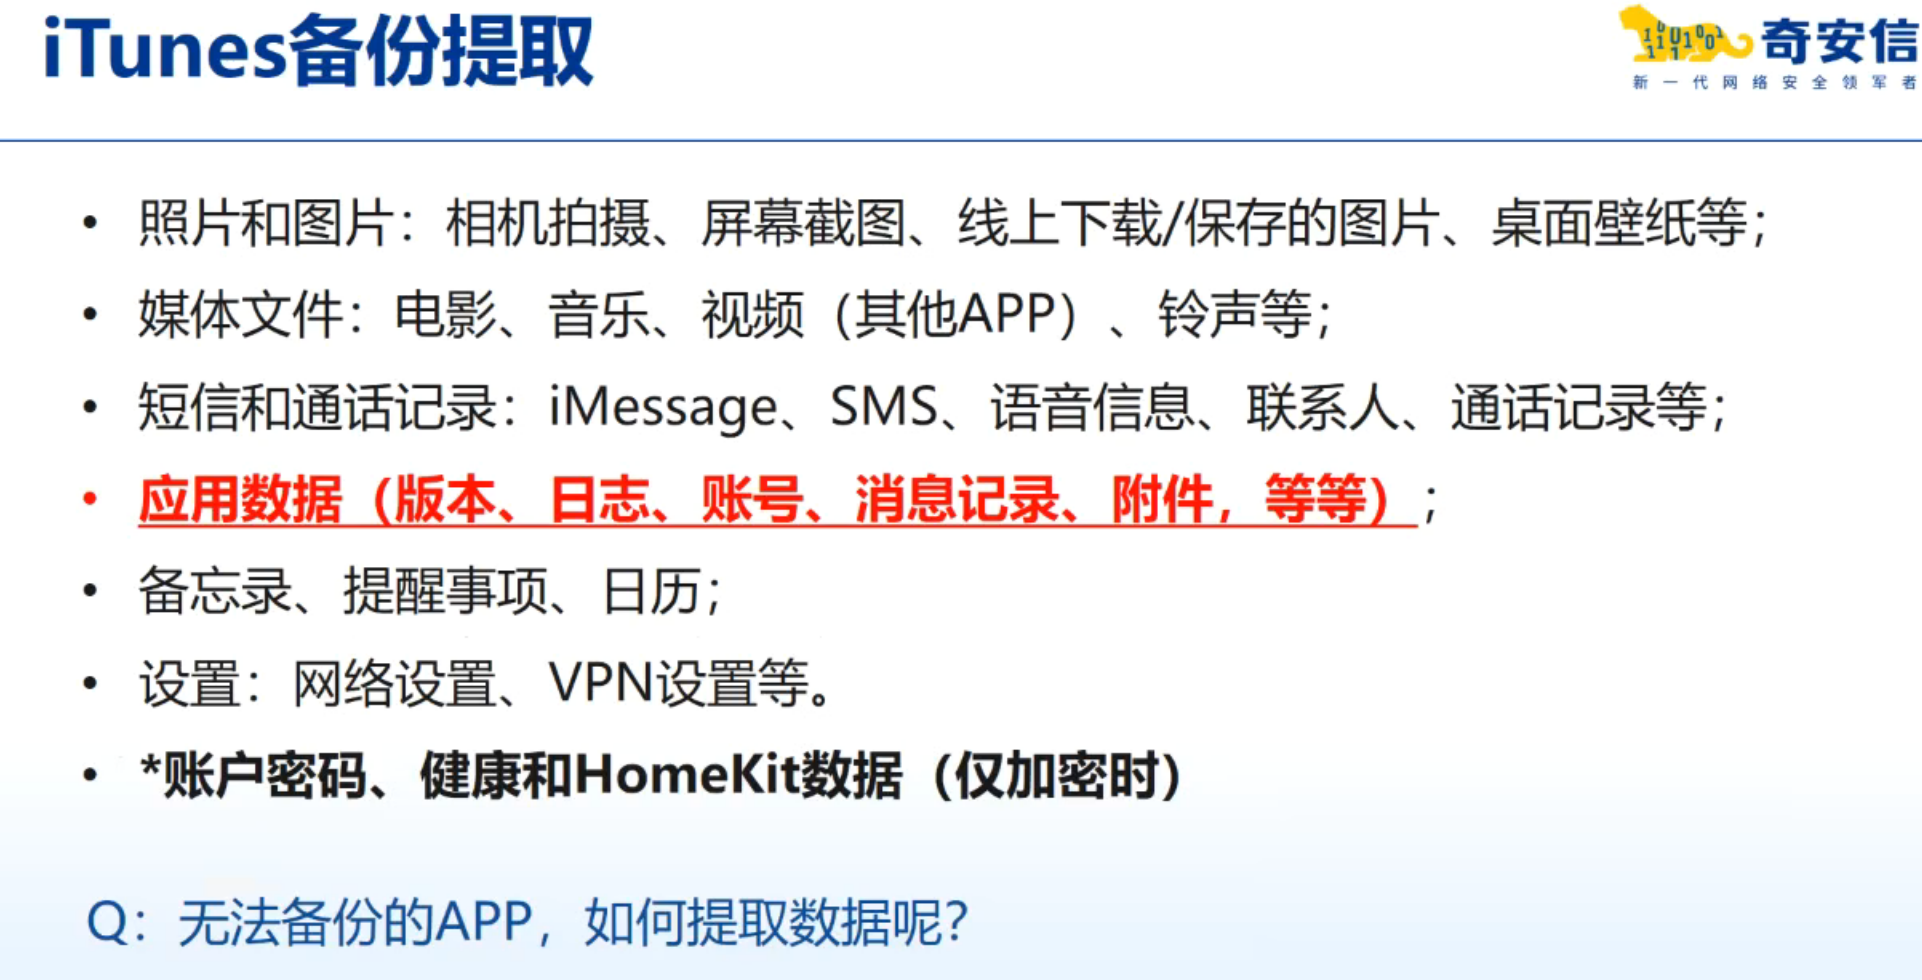 iTunes备份提取
奇安信
新一代网络安全领军者
• 照片和图片：相机拍摄、屏幕截图、线上下载/保存的图片、桌面壁纸等；
• 媒体文件：电影、音乐、视频（其他APP）、铃声等；
• 短信和通话记录：iMessage、SMS、语音信息、联系人、通话记录等；
• 应用数据（版本、日志、账号、消息记录、附件，等等）；
• 备忘录、提醒事项、日历；
• 设置：网络设置、VPN设置等。
• *账户密码、健康和HomeKit数据（仅加密时）
Q：无法备份的APP，如何提取数据呢？